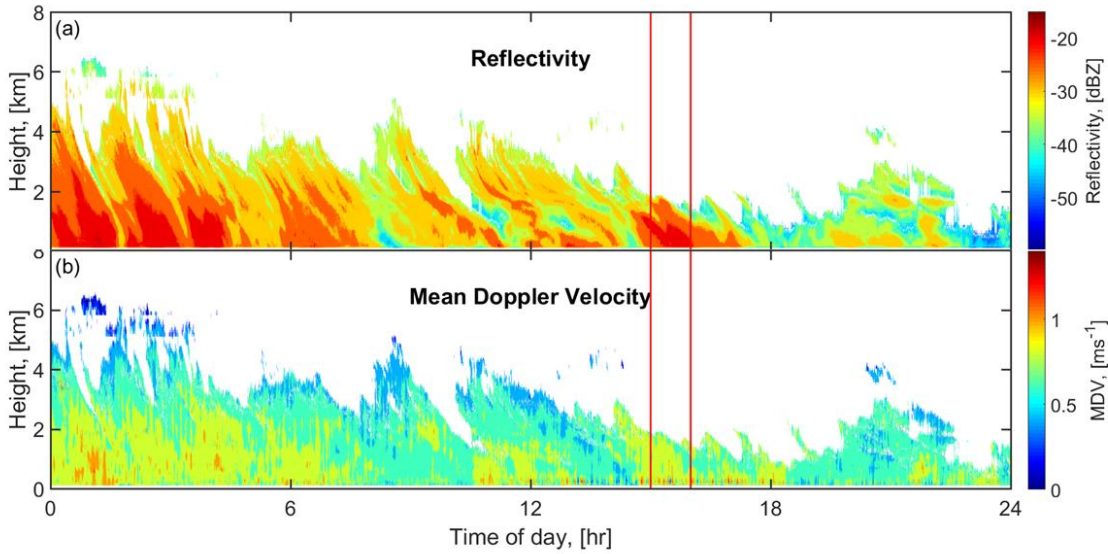 8
(a)
Reflectivity
6
4
2
0
Height, [km]
-20
-30
-40
-50
Reflectivity, [dBZ]
8
(b)
Mean Doppler Velocity
6
4
2
0
Height, [km]
1
0.5
0
MDV, [ms⁻¹]
0 6 12 18 24
Time of day, [hr]